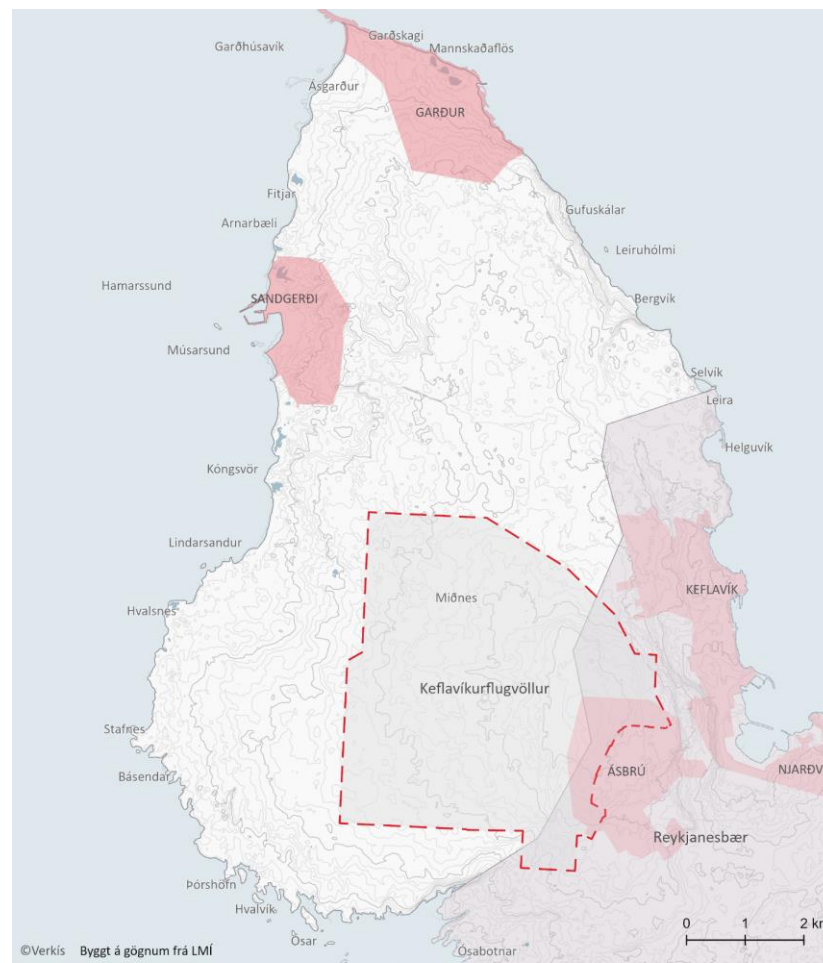 Garðskagi
Garðhúsavík
Mannskaðaflös
Ásgarður
GARÐUR
Fitjar
Gufuskálar
Arnarbæli
Leiruhólmi
Hamarssund
SANDGERÐI
Bergvík
Músarsund
Selvík
Leira
Helguvík
Kóngsvör
Lindarsandur
KEFLAVÍK
Miðnes
Hvalsnes
Keflavíkurflugvöllur
Stafnes
Básendar
ÁSBRÚ
NJARÐV
Reykjanesbær
Þórshöfn
Hvalvík
0 1 2 km
Ósar
Ósabotnar
©Verkís Byggt á gögnum frá LMÍ